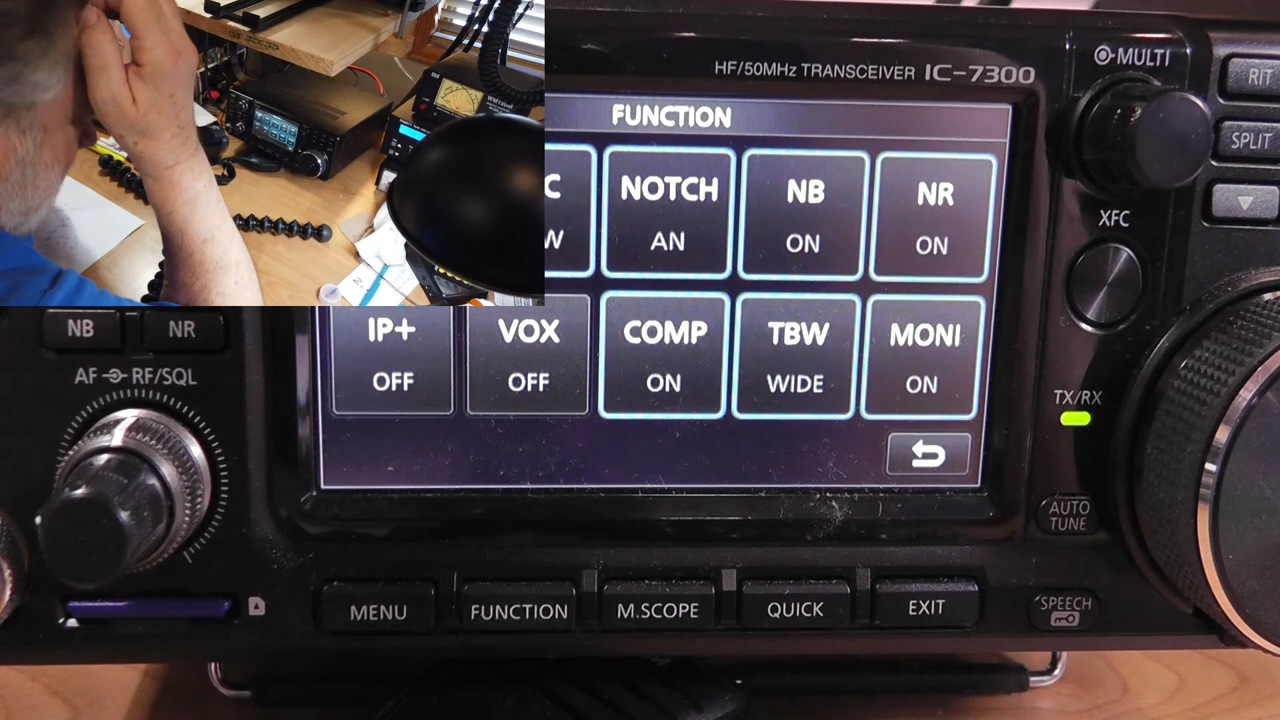 HF/50MHz TRANSCEIVER IC-7300
MULTI
RIT
FUNCTION
SPLIT
C
NOTCH
NB
NR
W
AN
ON
ON
XFC
NB
NR
IP+
VOX
COMP
TBW
MONI
OFF
OFF
ON
WIDE
ON
AF RF/SQL
TX/RX
AUTO
TUNE
MENU
FUNCTION
M.SCOPE
QUICK
EXIT
SPEECH